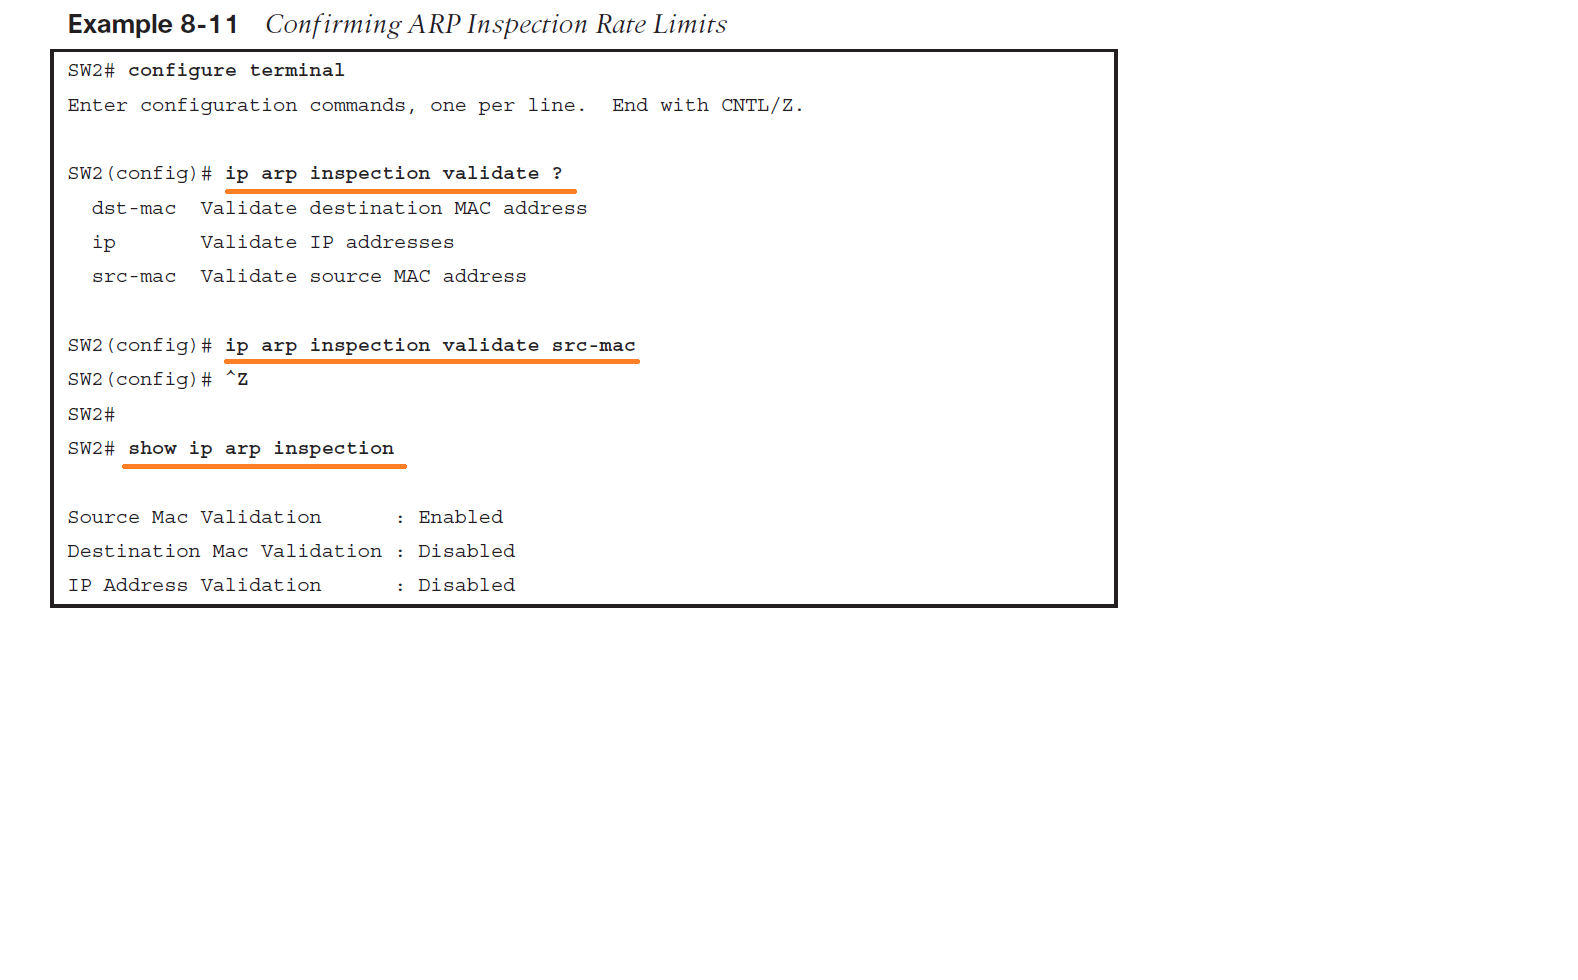 Example 8-11 Confirming ARP Inspection Rate Limits
SW2# configure terminal
Enter configuration commands, one per line.  End with CNTL/Z.
SW2(config)# ip arp inspection validate ?
  dst-mac  Validate destination MAC address
  ip       Validate IP addresses
  src-mac  Validate source MAC address
SW2(config)# ip arp inspection validate src-mac
SW2(config)# ^Z
SW2#
SW2# show ip arp inspection
Source Mac Validation      : Enabled
Destination Mac Validation : Disabled
IP Address Validation      : Disabled